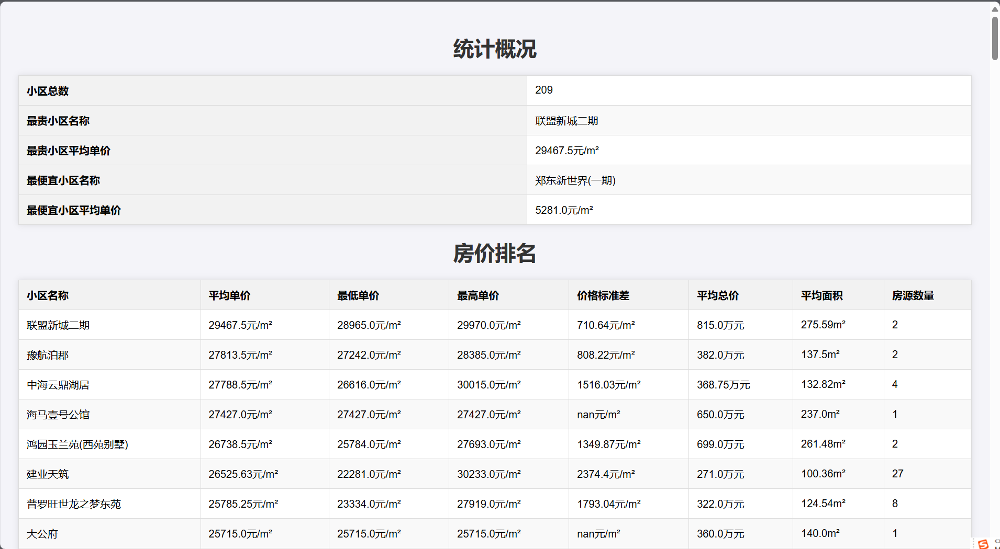 统计概况
小区总数 209
最贵小区名称 联盟新城二期
最贵小区平均单价 29467.5元/m²
最便宜小区名称 郑东新世界(一期)
最便宜小区平均单价 5281.0元/m²
房价排名
小区名称 平均单价 最低单价 最高单价 价格标准差 平均总价 平均面积 房源数量
联盟新城二期 29467.5元/m² 28965.0元/m² 29970.0元/m² 710.64元/m² 815.0万元 275.59m² 2
豫航泊郡 27813.5元/m² 27242.0元/m² 28385.0元/m² 808.22元/m² 382.0万元 137.5m² 2
中海云鼎湖居 27788.5元/m² 26616.0元/m² 30015.0元/m² 1516.03元/m² 368.75万元 132.82m² 4
海马壹号公馆 27427.0元/m² 27427.0元/m² 27427.0元/m² nan元/m² 650.0万元 237.0m² 1
鸿园玉兰苑(西苑别墅) 26738.5元/m² 25784.0元/m² 27693.0元/m² 1349.87元/m² 699.0万元 261.48m² 2
建业天筑 26525.63元/m² 22281.0元/m² 30233.0元/m² 2374.4元/m² 271.0万元 100.36m² 27
普罗旺世龙之梦东苑 25785.25元/m² 23334.0元/m² 27919.0元/m² 1793.04元/m² 322.0万元 124.54m² 8
大公府 25715.0元/m² 25715.0元/m² 25715.0元/m² nan元/m² 360.0万元 140.0m² 1